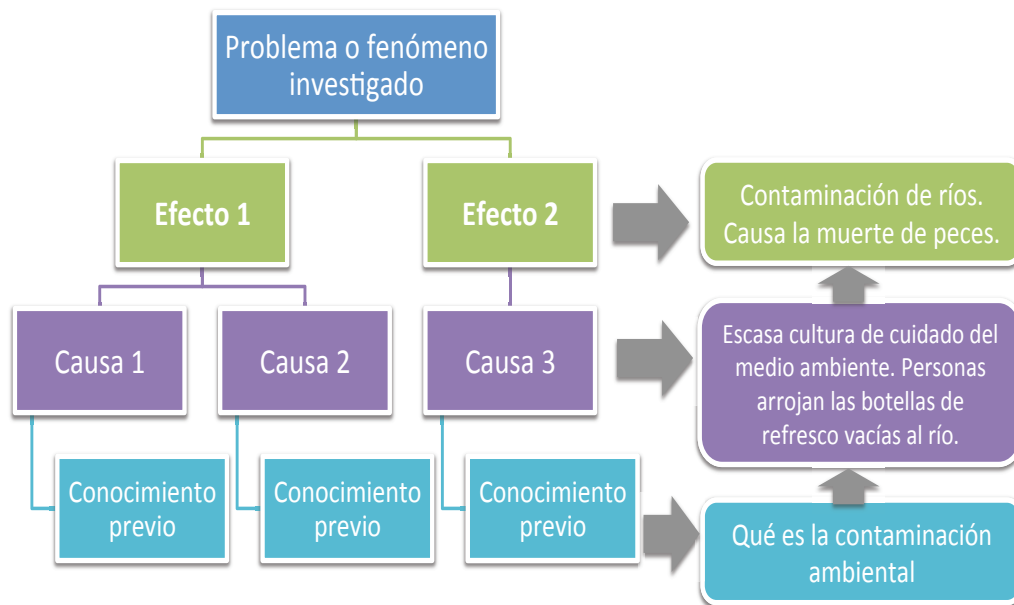 Problema o fenómeno
investigado
Efecto 1
Efecto 2
Contaminación de ríos.
Causa la muerte de peces.
Causa 1
Causa 2
Causa 3
Escasa cultura de cuidado del
medio ambiente. Personas
arrojan las botellas de
refresco vacías al río.
Conocimiento
previo
Conocimiento
previo
Conocimiento
previo
Qué es la contaminación
ambiental